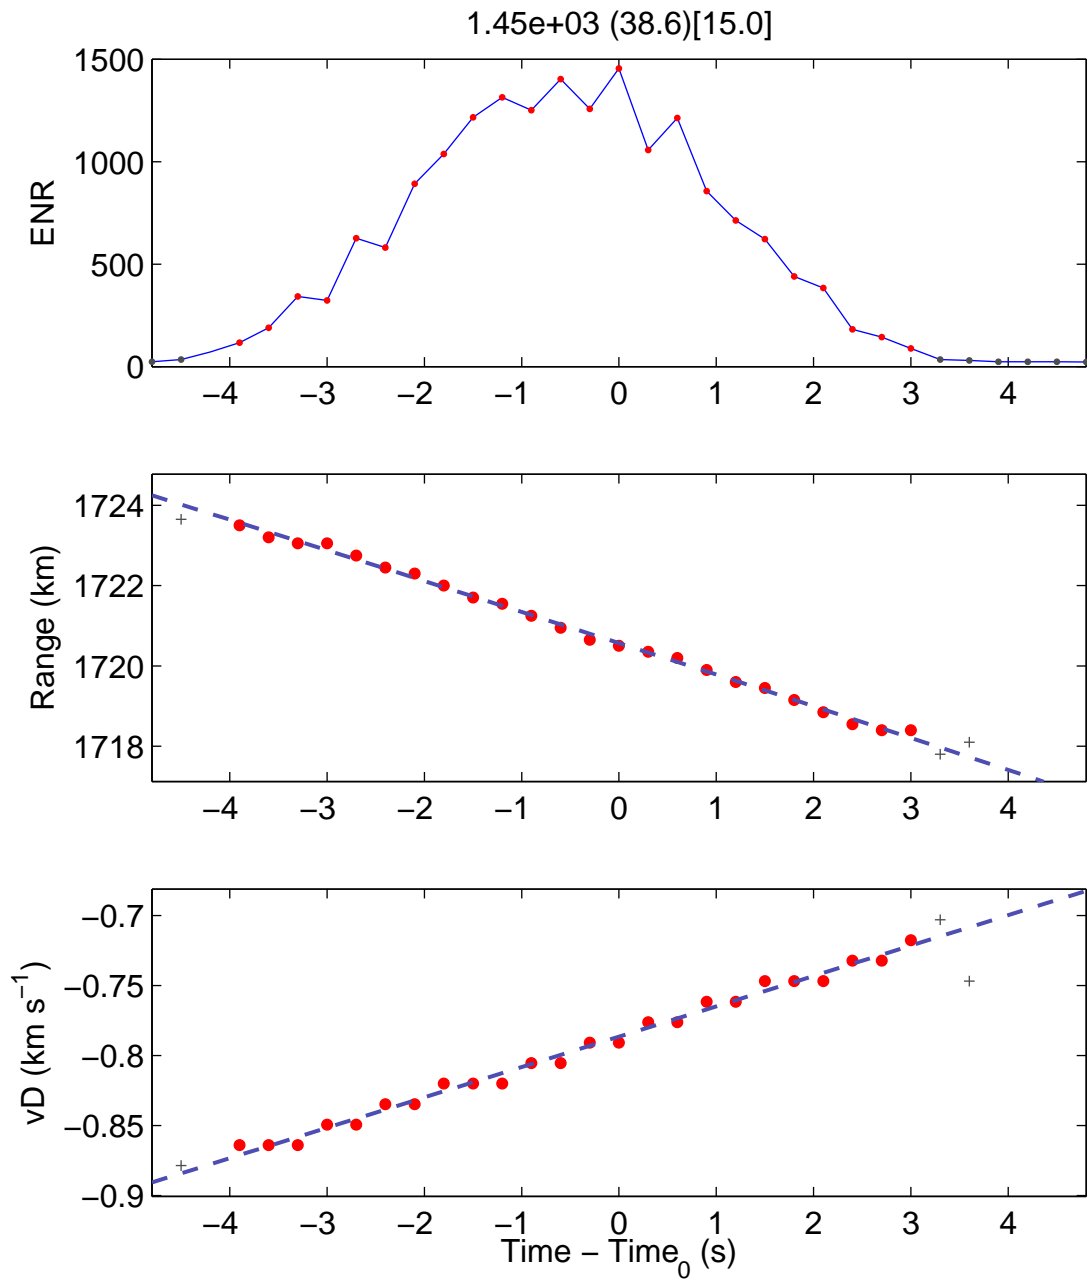 1.45e+03 (38.6)[15.0]
1500
1000
500
0
ENR
−4 −3 −2 −1 0 1 2 3 4
1724
1722
1720
1718
Range (km)
−4 −3 −2 −1 0 1 2 3 4
−0.7
−0.75
−0.8
−0.85
−0.9
vD (km s⁻¹)
−4 −3 −2 −1 0 1 2 3 4
Time − Time₀ (s)